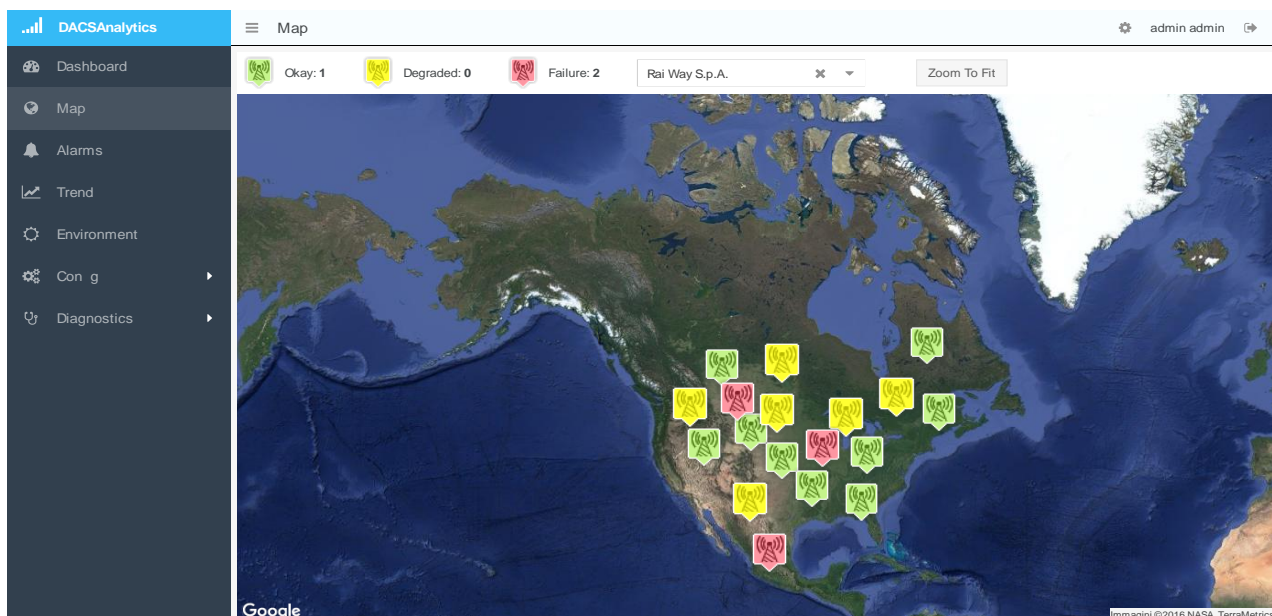 DACSAnalytics
Map
admin admin
Dashboard
Map
Alarms
Trend
Environment
Con g
Diagnostics
Okay: 1
Degraded: 0
Failure: 2
Rai Way S.p.A.
Zoom To Fit
Google
Immagini ©2016 NASA, TerraMetrics